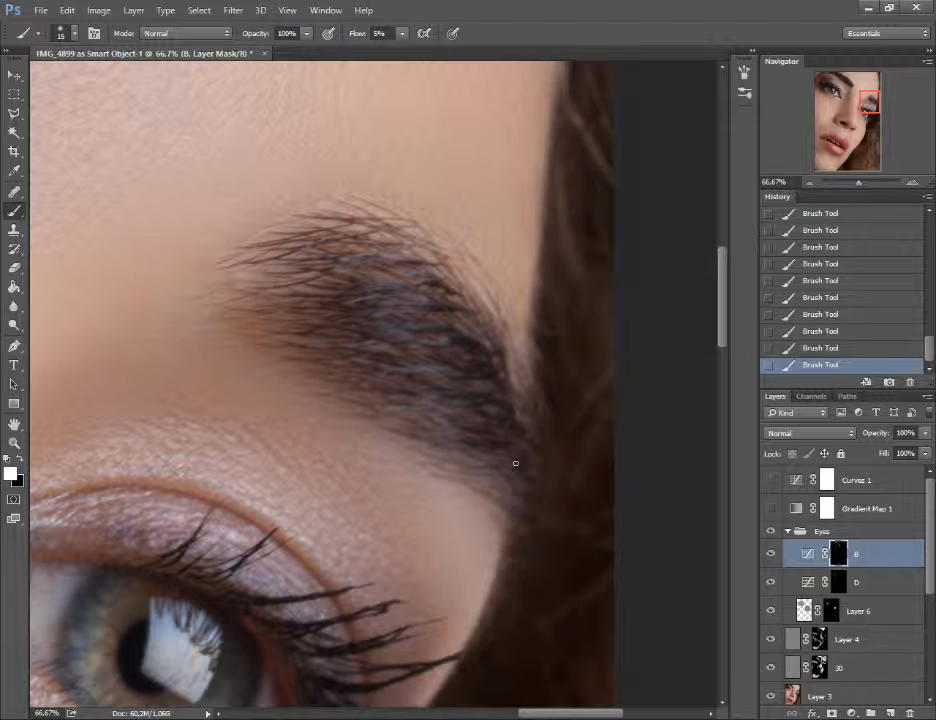 Ps File Edit Image Layer Type Select Filter 3D View Window Help
15 Mode: Normal Opacity: 100% Flow: 5% Essentials
IMG_4899 as Smart Object-1 @ 66,7% (B, Layer Mask/8) * ×
Navigator
66,67%
History
Brush Tool
Brush Tool
Brush Tool
Brush Tool
Brush Tool
Brush Tool
Brush Tool
Brush Tool
Brush Tool
Brush Tool
Layers Channels Paths
Kind
Normal Opacity: 100%
Lock: Fill: 100%
Curves 1
Gradient Map 1
Eyes
B
D
Layer 6
Layer 4
30
Layer 3
66,67% Doc: 60,2M/1,06G